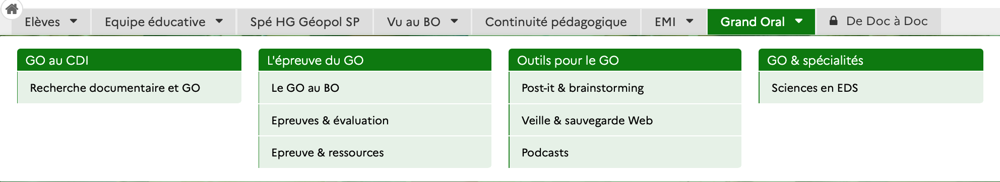 Elèves
Equipe éducative
Spé HG Géopol SP
Vu au BO
Continuité pédagogique
EMI
Grand Oral
De Doc à Doc
GO au CDI
Recherche documentaire et GO
L'épreuve du GO
Le GO au BO
Epreuves & évaluation
Epreuve & ressources
Outils pour le GO
Post-it & brainstorming
Veille & sauvegarde Web
Podcasts
GO & spécialités
Sciences en EDS